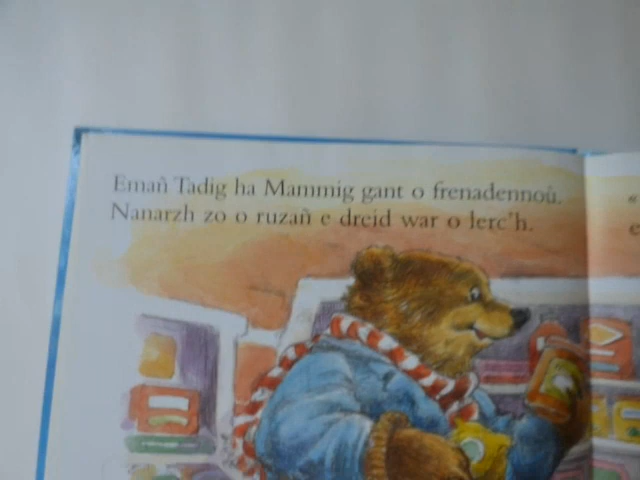 Emañ Tadig ha Mammig gant o frenadennoù.
Nanarzh zo o ruzañ e dreid war o lerc'h.